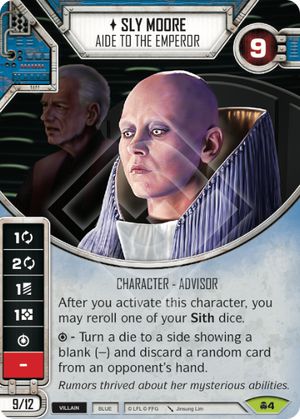 SLY MOORE
AIDE TO THE EMPEROR
9
1
2
1
1
–
9/12
CHARACTER - ADVISOR
After you activate this character, you
may reroll one of your Sith dice.
- Turn a die to a side showing a
blank (–) and discard a random card
from an opponent's hand.
Rumors thrived about her mysterious abilities.
VILLAIN
BLUE
© LFL © FFG
Jinsung Lim
4